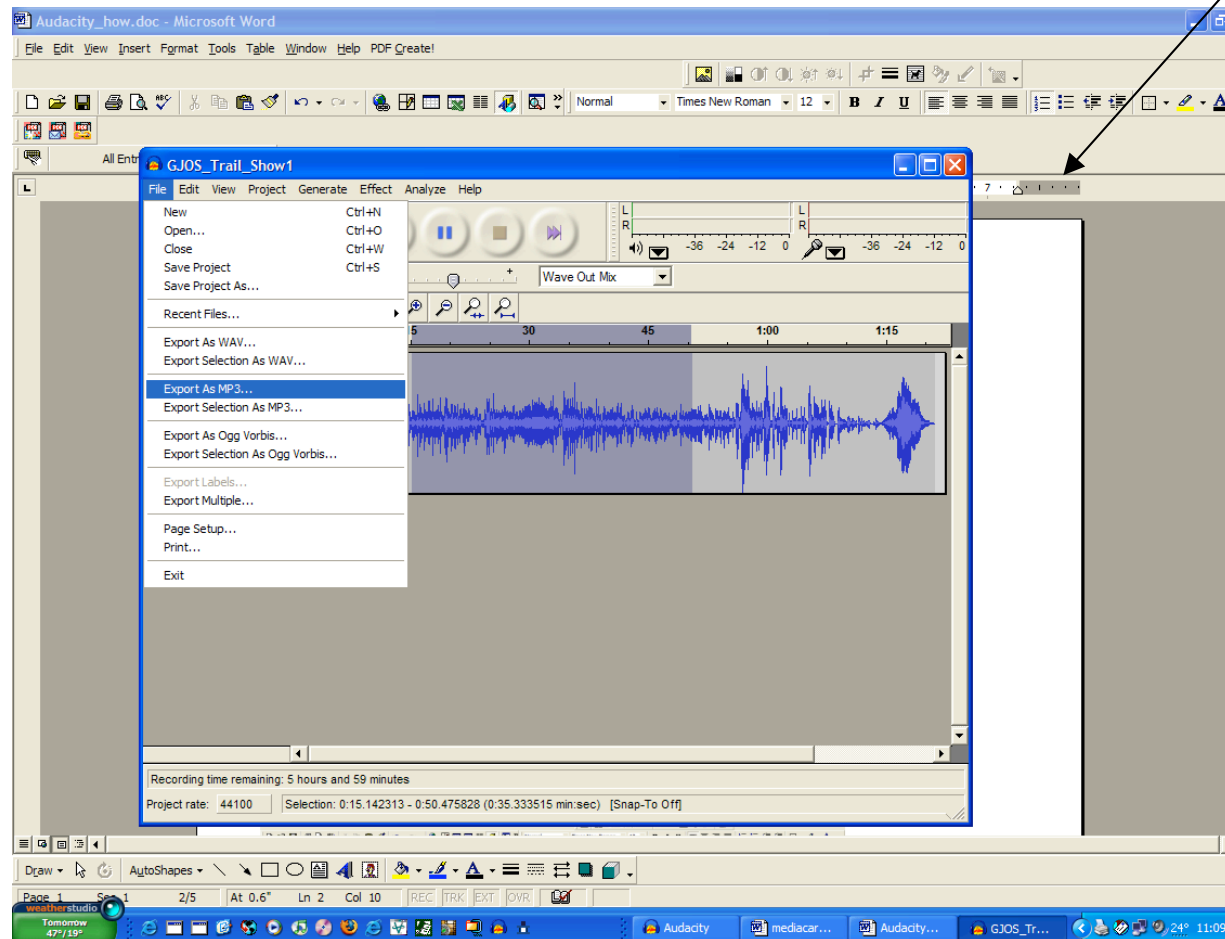 Audacity_how.doc - Microsoft Word
File Edit View Insert Format Tools Table Window Help PDF Create!
Normal Times New Roman 12 B I U A
All Entr
GJOS_Trail_Show1
File Edit View Project Generate Effect Analyze Help
L 7
New Ctrl+N
Open... Ctrl+O
Close Ctrl+W
Save Project Ctrl+S
Save Project As...
Recent Files...
Export As WAV...
Export Selection As WAV...
Export As MP3...
Export Selection As MP3...
Export As Ogg Vorbis...
Export Selection As Ogg Vorbis...
Export Labels...
Export Multiple...
Page Setup...
Print...
Exit
L L
R R
-36 -24 -12 0 -36 -24 -12 0
- + Wave Out Mix
5 30 45 1:00 1:15
Recording time remaining: 5 hours and 59 minutes
Project rate: 44100 Selection: 0:15.142313 - 0:50.475828 (0:35.333515 min:sec) [Snap-To Off]
Draw AutoShapes A
Page 1 Sec 1 2/5 At 0.6" Ln 2 Col 10 REC TRK EXT OVR
weatherstudio
Tomorrow
47°/19°
Audacity mediacar... Audacity... GJOS_Tr... 24° 11:09